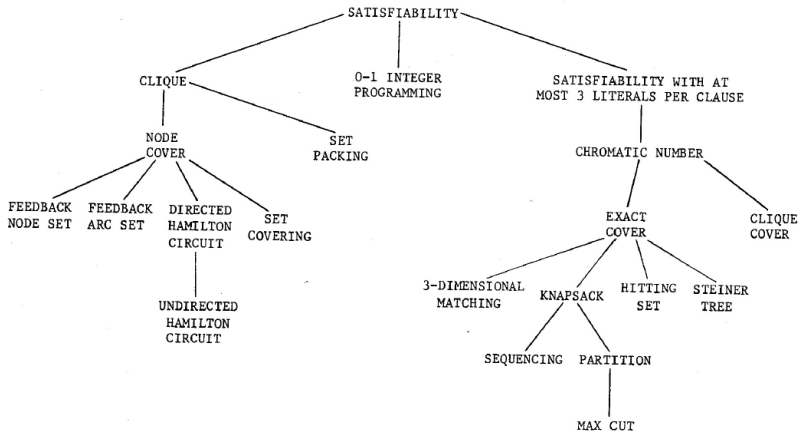 SATISFIABILITY
CLIQUE
0-1 INTEGER
PROGRAMMING
SATISFIABILITY WITH AT
MOST 3 LITERALS PER CLAUSE
NODE
COVER
SET
PACKING
CHROMATIC NUMBER
FEEDBACK
NODE SET
FEEDBACK
ARC SET
DIRECTED
HAMILTON
CIRCUIT
SET
COVERING
EXACT
COVER
CLIQUE
COVER
3-DIMENSIONAL
MATCHING
KNAPSACK
HITTING
SET
STEINER
TREE
UNDIRECTED
HAMILTON
CIRCUIT
SEQUENCING
PARTITION
MAX CUT